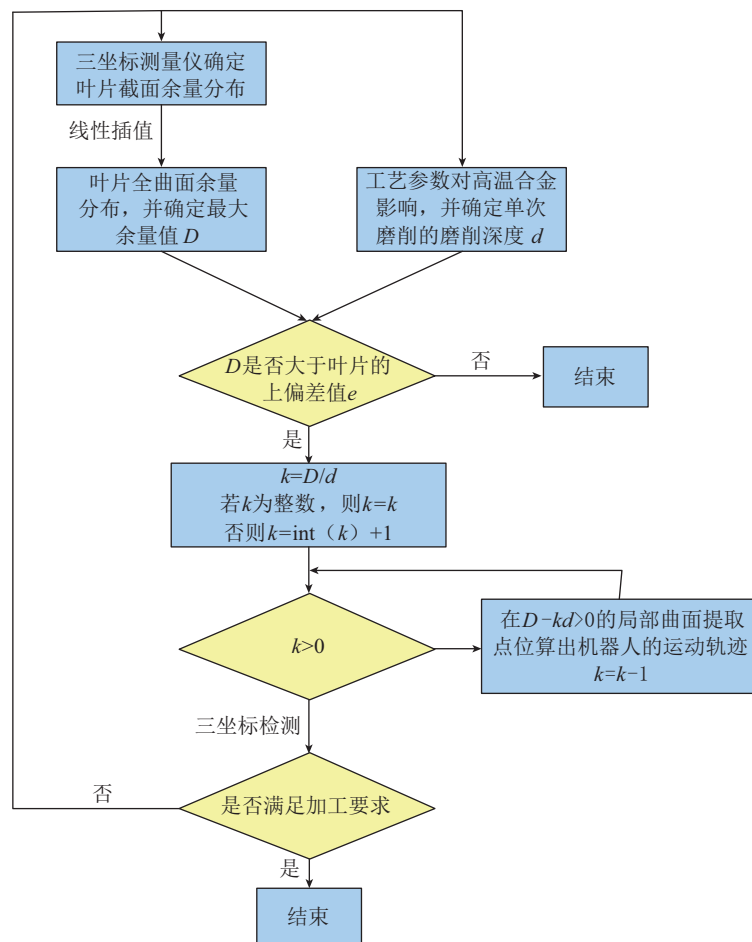 三坐标测量仪确定
叶片截面余量分布
线性插值
叶片全曲面余量
分布，并确定最大
余量值 D
工艺参数对高温合金
影响，并确定单次
磨削的磨削深度 d
D是否大于叶片的
上偏差值e
否
结束
是
k=D/d
若k为整数，则k=k
否则k=int（k）+1
k>0
在D-kd>0的局部曲面提取
点位算出机器人的运动轨迹
k=k-1
三坐标检测
否
是否满足加工要求
是
结束